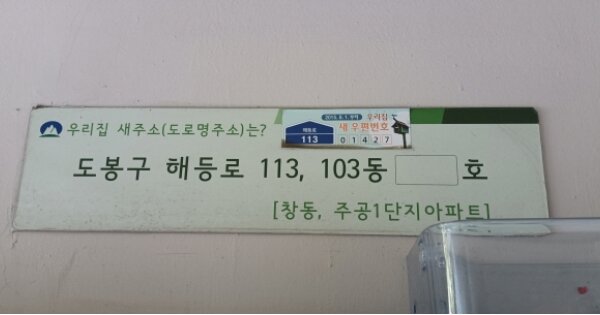 우리집 새주소(도로명주소)는?
2015. 8. 1. 부터 우리집
새 우편번호
해등로
113
01427
도봉구 해등로 113, 103동 호
[창동, 주공1단지아파트]